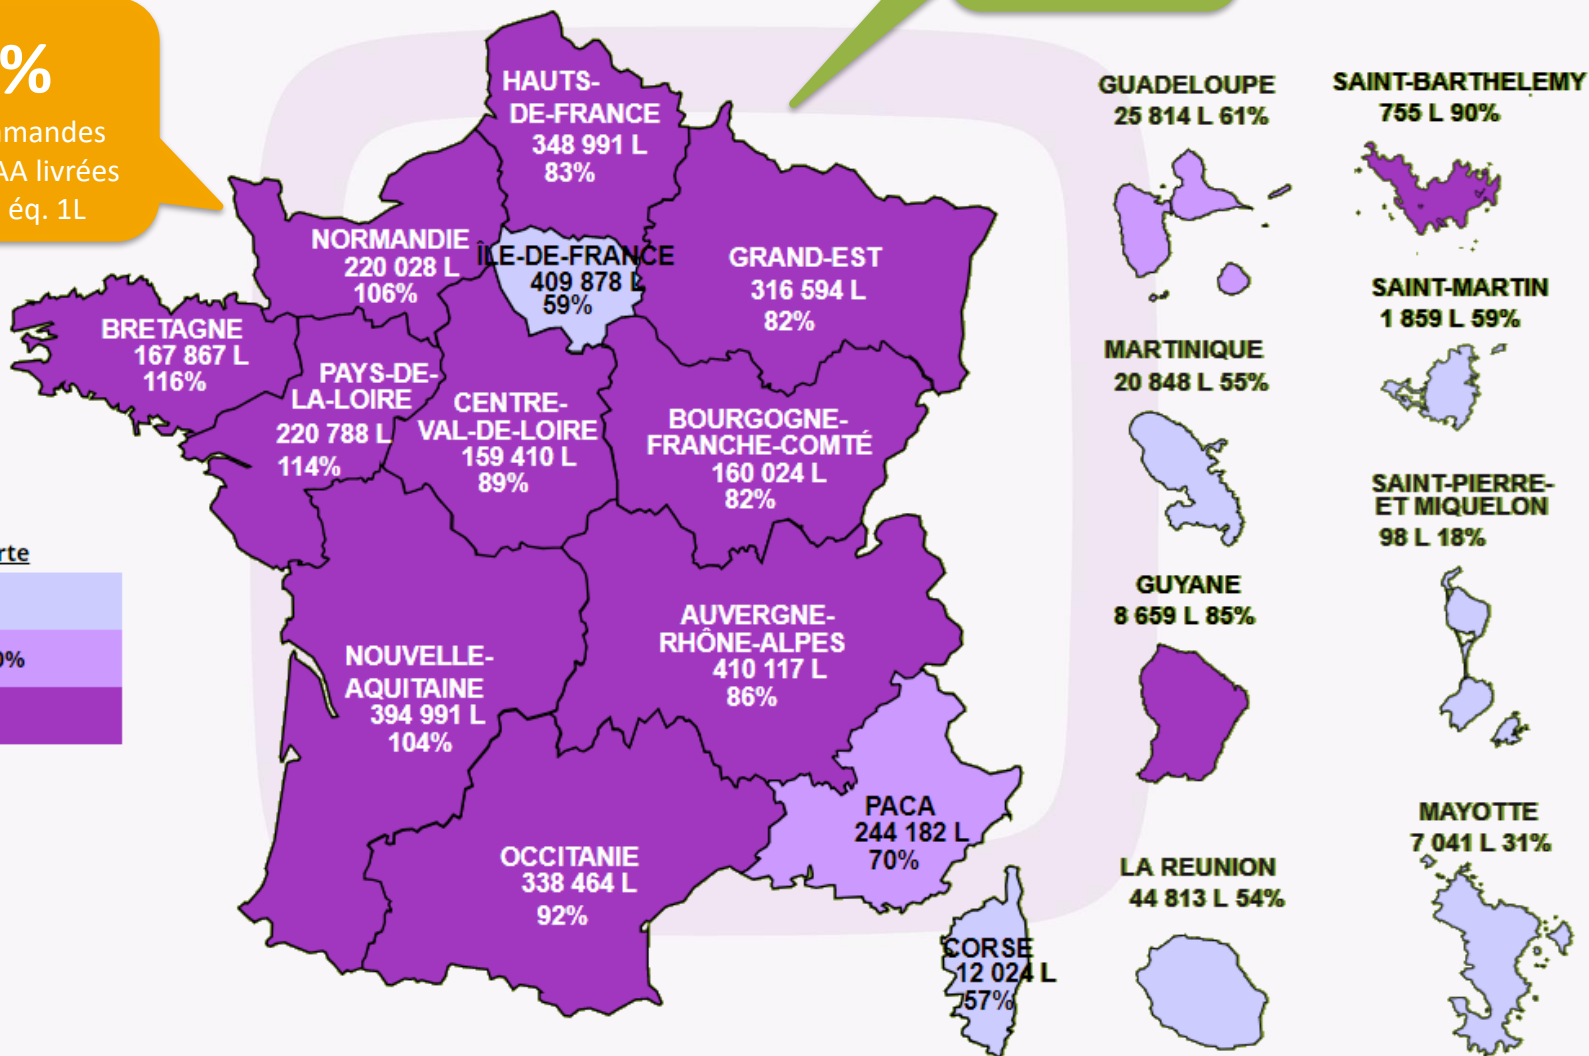 %
AA livrées
éq. 1L
HAUTS-
DE-FRANCE
348 991 L
83%
NORMANDIE
220 028 L
106%
ÎLE-DE-FRANCE
409 878 L
59%
GRAND-EST
316 594 L
82%
BRETAGNE
167 867 L
116%
PAYS-DE-
LA-LOIRE
220 788 L
114%
CENTRE-
VAL-DE-LOIRE
159 410 L
89%
BOURGOGNE-
FRANCHE-COMTÉ
160 024 L
82%
NOUVELLE-
AQUITAINE
394 991 L
104%
AUVERGNE-
RHÔNE-ALPES
410 117 L
86%
OCCITANIE
338 464 L
92%
PACA
244 182 L
70%
CORSE
12 024 L
57%
GUADELOUPE
25 814 L 61%
MARTINIQUE
20 848 L 55%
GUYANE
8 659 L 85%
LA REUNION
44 813 L 54%
SAINT-BARTHELEMY
755 L 90%
SAINT-MARTIN
1 859 L 59%
SAINT-PIERRE-
ET MIQUELON
98 L 18%
MAYOTTE
7 041 L 31%